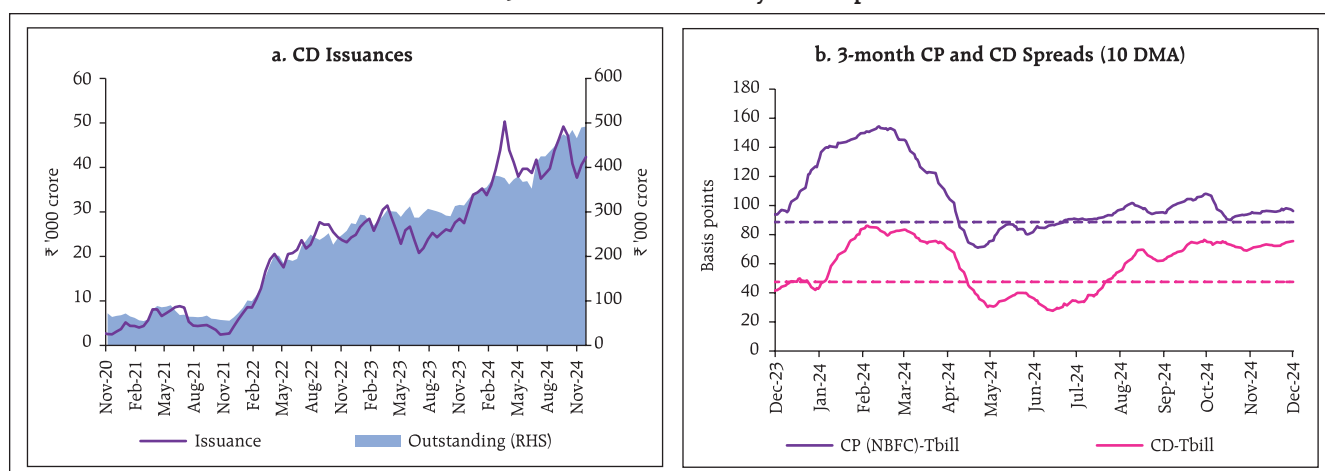 a. CD Issuances
60
50
40
30
20
10
0
₹ '000 crore
600
500
400
300
200
100
0
₹ '000 crore
Nov-20
Feb-21
May-21
Aug-21
Nov-21
Feb-22
May-22
Aug-22
Nov-22
Feb-23
May-23
Aug-23
Nov-23
Feb-24
May-24
Aug-24
Nov-24
Issuance
Outstanding (RHS)
b. 3-month CP and CD Spreads (10 DMA)
180
160
140
120
100
80
60
40
20
0
Basis points
Dec-23
Jan-24
Feb-24
Mar-24
Apr-24
May-24
Jun-24
Jul-24
Aug-24
Sep-24
Oct-24
Nov-24
Dec-24
CP (NBFC)-Tbill
CD-Tbill